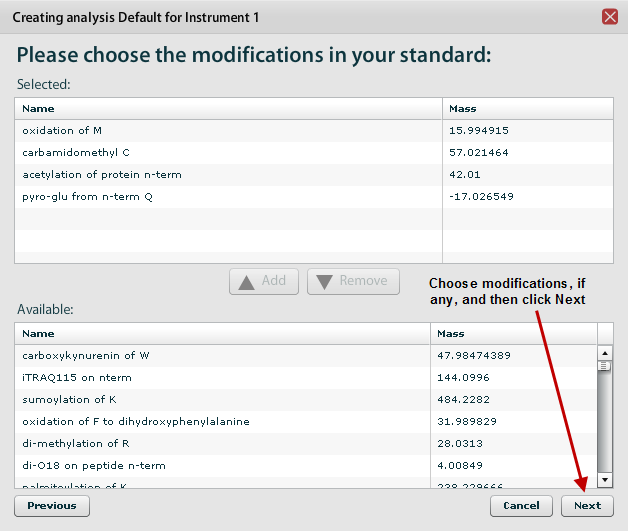 Creating analysis Default for Instrument 1
Please choose the modifications in your standard:
Selected:
Name Mass
oxidation of M 15.994915
carbamidomethyl C 57.021464
acetylation of protein n-term 42.01
pyro-glu from n-term Q -17.026549
Add Remove
Choose modifications, if
any, and then click Next
Available:
Name Mass
carboxykynurenin of W 47.98474389
iTRAQ115 on nterm 144.0996
sumoylation of K 484.2282
oxidation of F to dihydroxyphenylalanine 31.989829
di-methylation of R 28.0313
di-O18 on peptide n-term 4.00849
palmitoylation of K 238.229666
Previous Cancel Next